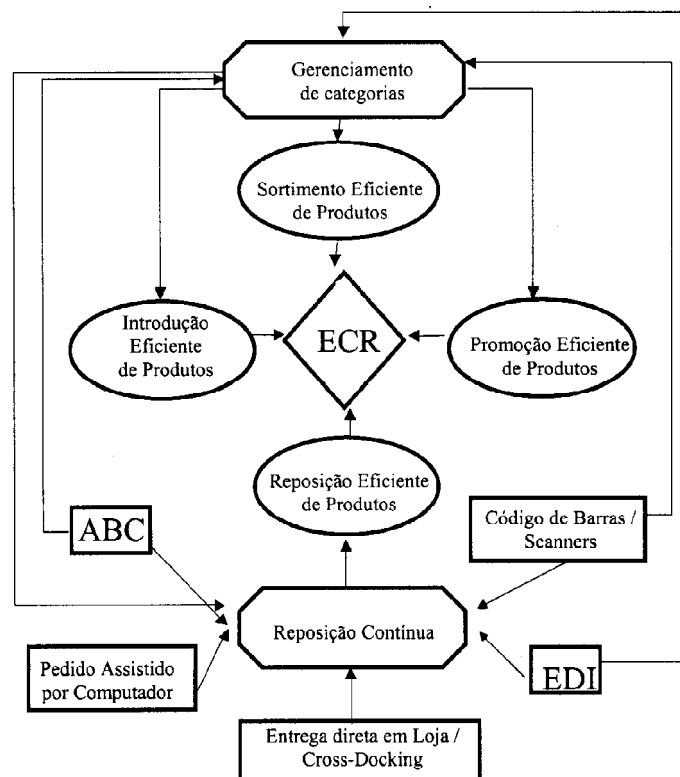 Gerenciamento
de categorias
Sortimento Eficiente
de Produtos
Introdução
Eficiente
de Produtos
ECR
Promoção Eficiente
de Produtos
Reposição Eficiente
de Produtos
ABC
Código de Barras /
Scanners
Reposição Contínua
Pedido Assistido
por Computador
EDI
Entrega direta em Loja /
Cross-Docking